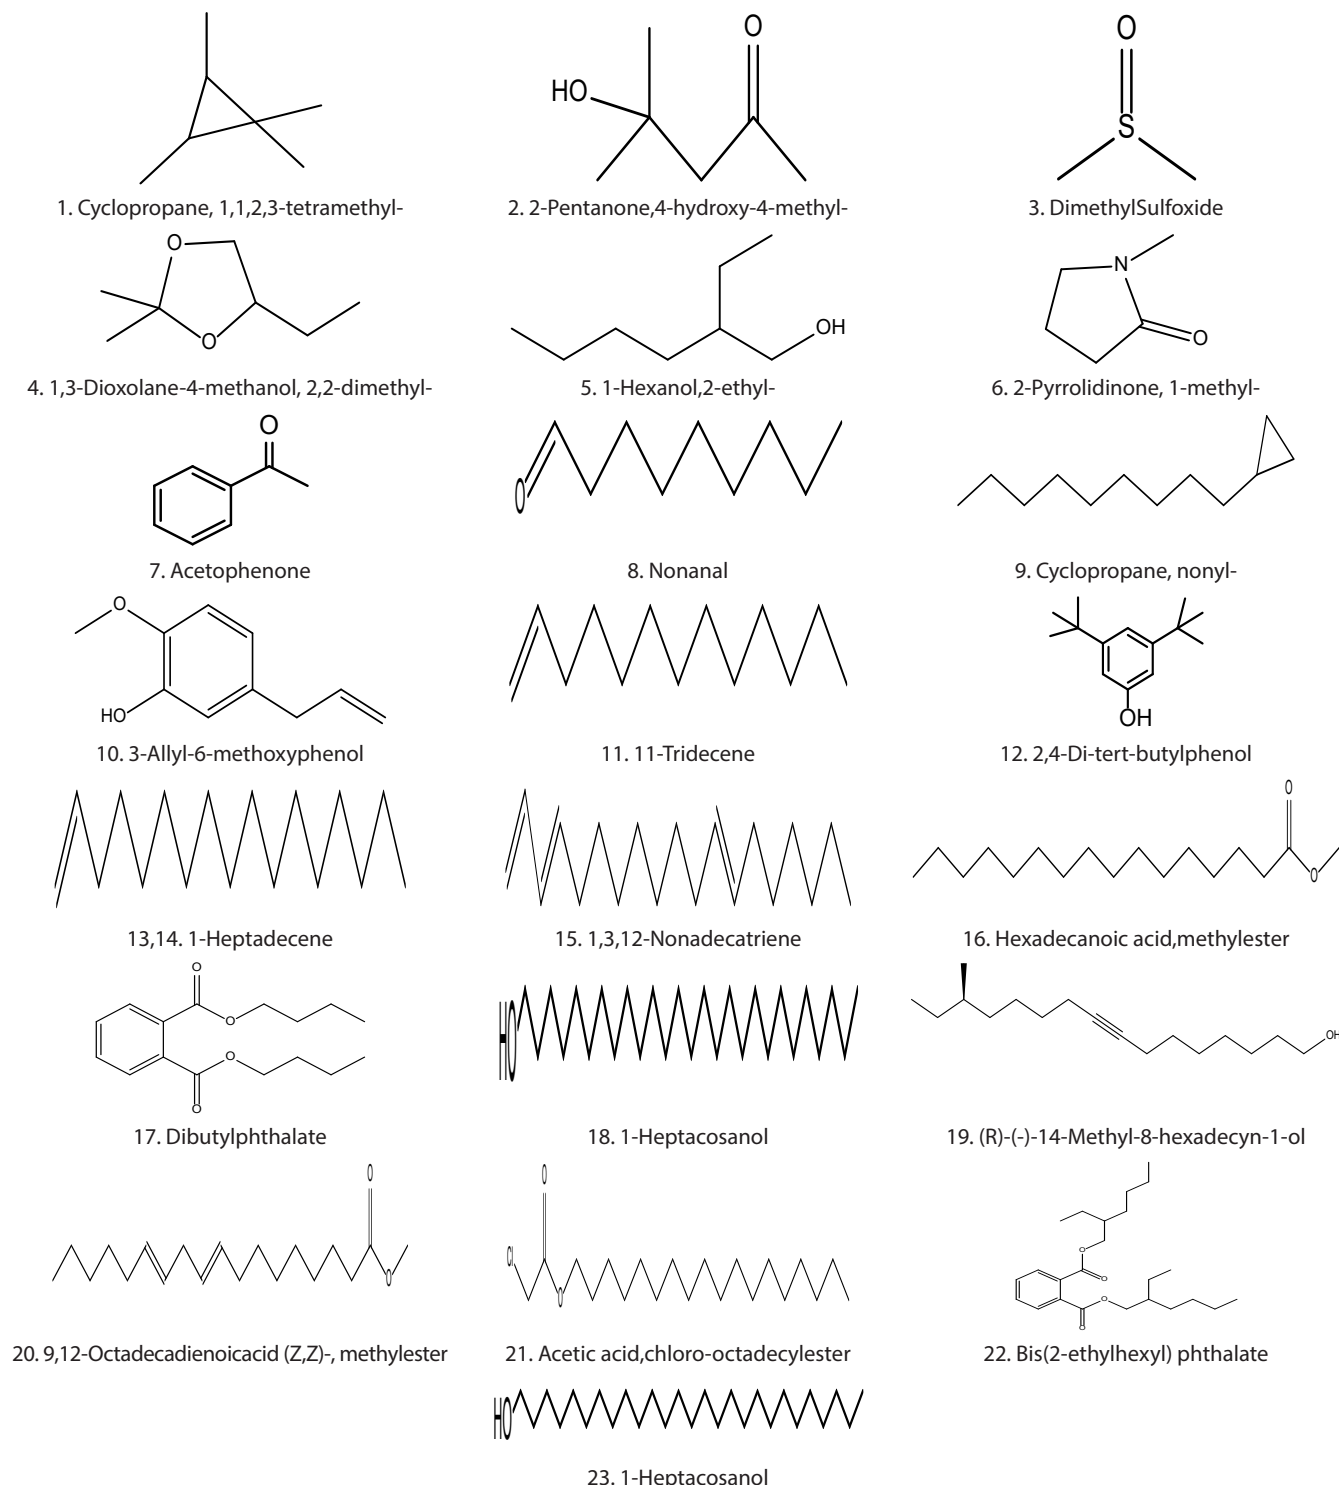 O
O
HO
S
1. Cyclopropane, 1,1,2,3-tetramethyl-
2. 2-Pentanone,4-hydroxy-4-methyl-
3. DimethylSulfoxide
O
N
OH
O
O
4. 1,3-Dioxolane-4-methanol, 2,2-dimethyl-
5. 1-Hexanol,2-ethyl-
6. 2-Pyrrolidinone, 1-methyl-
O
O
7. Acetophenone
8. Nonanal
9. Cyclopropane, nonyl-
O
HO
OH
10. 3-Allyl-6-methoxyphenol
11. 11-Tridecene
12. 2,4-Di-tert-butylphenol
O
O
13,14. 1-Heptadecene
15. 1,3,12-Nonadecatriene
16. Hexadecanoic acid,methylester
O
O
O
O
HO
OH
17. Dibutylphthalate
18. 1-Heptacosanol
19. (R)-(-)-14-Methyl-8-hexadecyn-1-ol
O
O
O
Cl
O
O
O
O
O
20. 9,12-Octadecadienoicacid (Z,Z)-, methylester
21. Acetic acid,chloro-octadecylester
22. Bis(2-ethylhexyl) phthalate
HO
23. 1-Heptacosanol